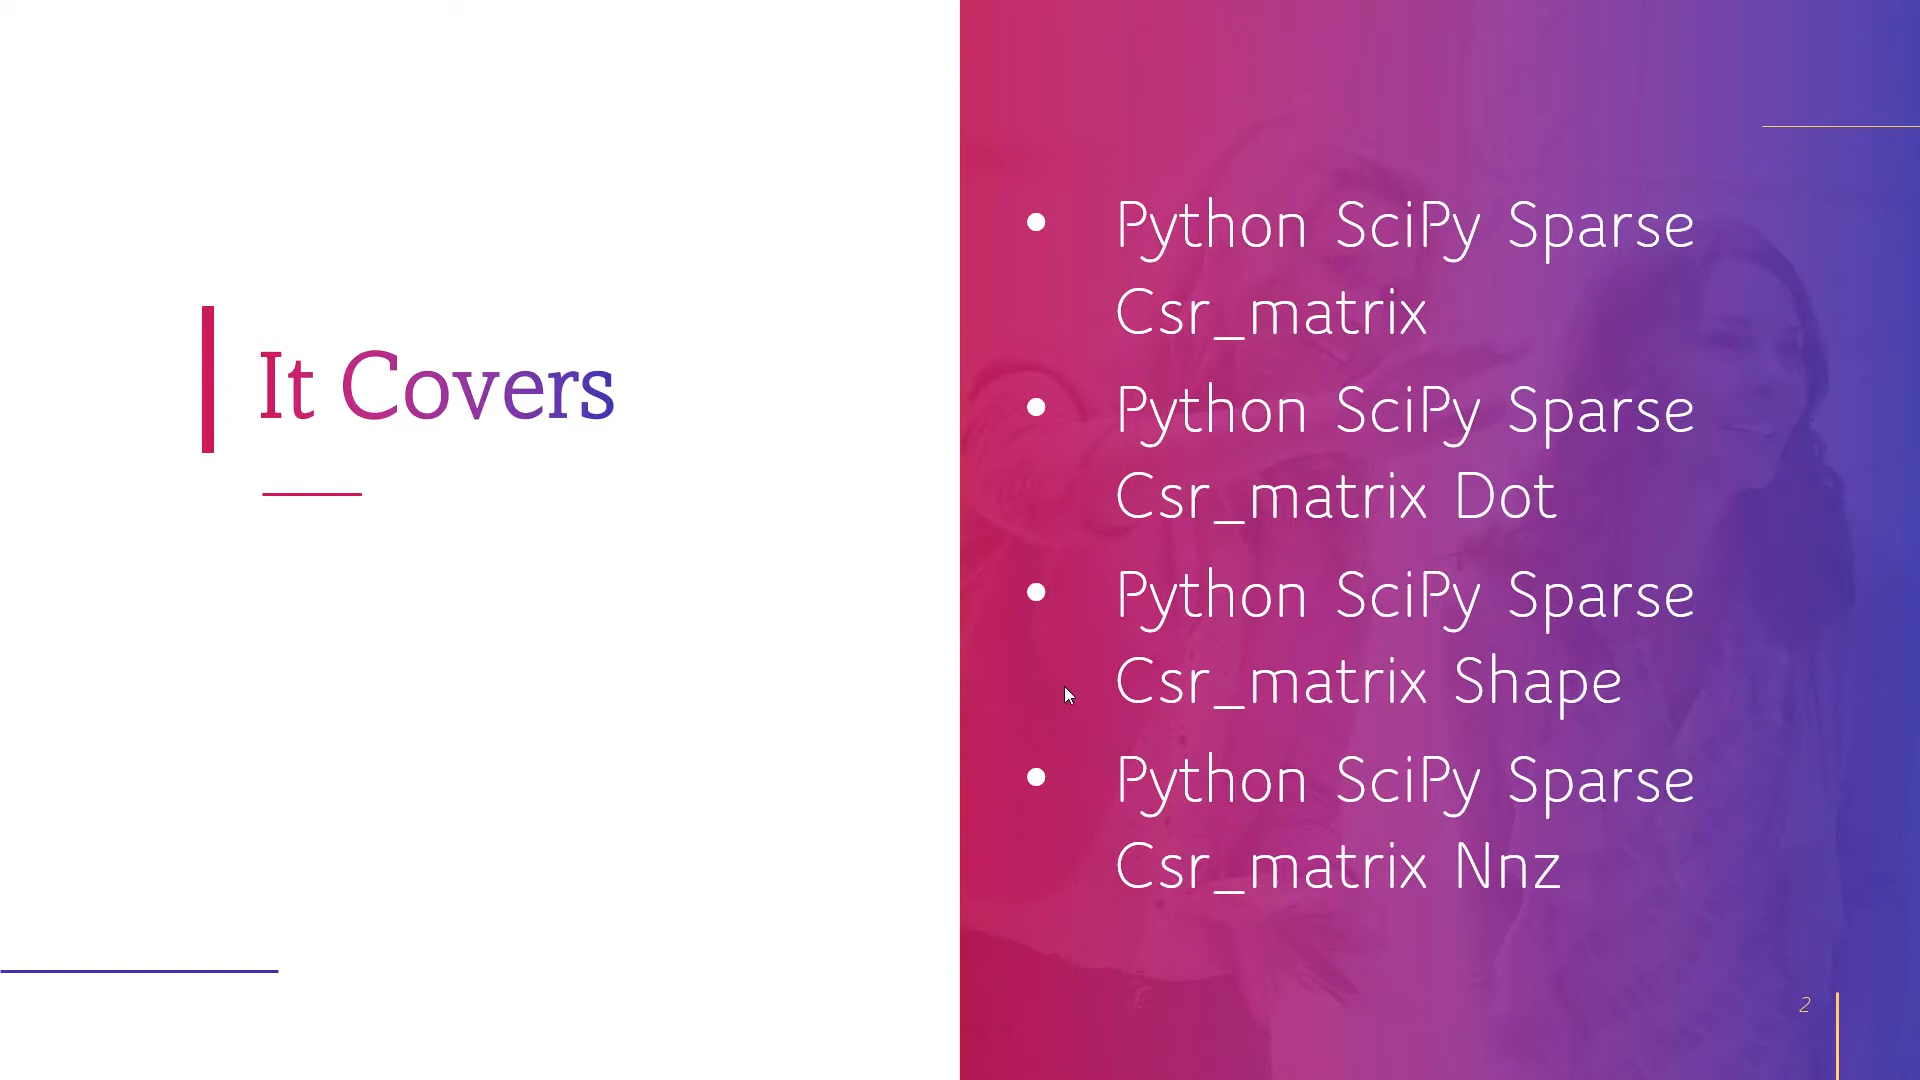 It Covers
• Python SciPy Sparse
Csr_matrix
• Python SciPy Sparse
Csr_matrix Dot
• Python SciPy Sparse
Csr_matrix Shape
• Python SciPy Sparse
Csr_matrix Nnz
2